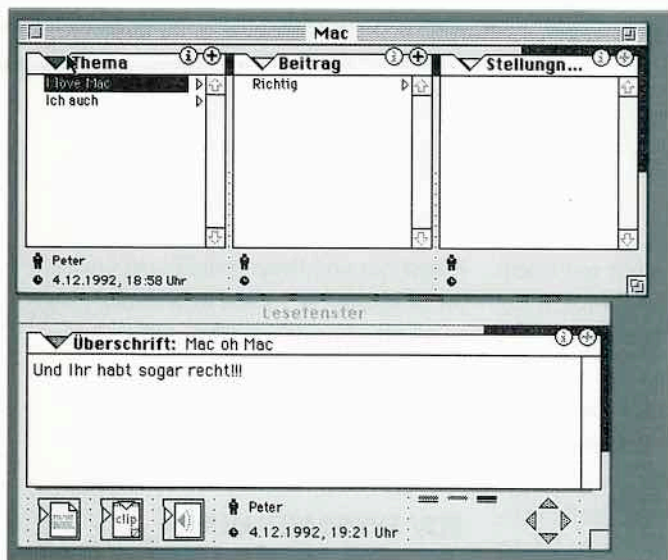 Mac
Thema
Beitrag
Stellungn...
I love Mac
Ich auch
Richtig
Peter
4.12.1992, 18:58 Uhr
Lesefenster
Überschrift: Mac oh Mac
Und Ihr habt sogar recht!!!
clip
Peter
4.12.1992, 19:21 Uhr